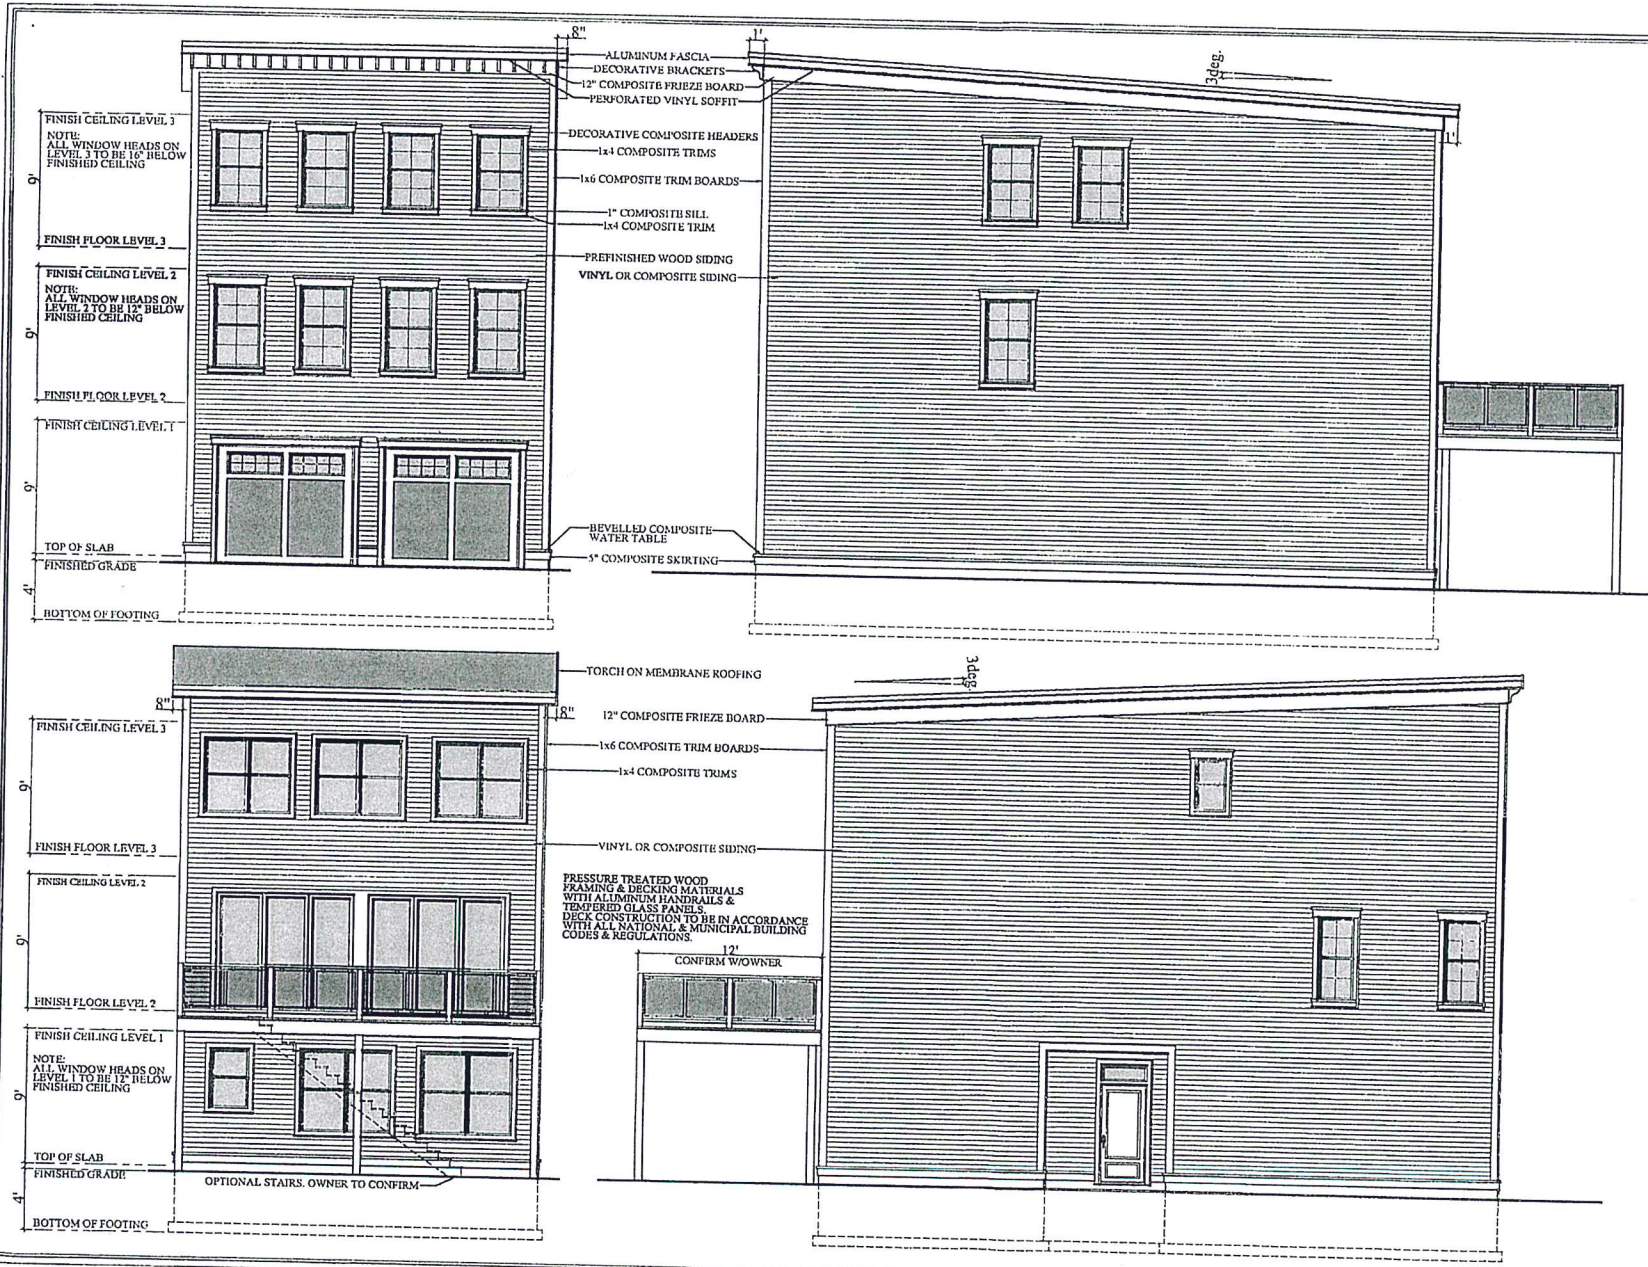 8"
ALUMINUM FASCIA
DECORATIVE BRACKETS
12" COMPOSITE FRIEZE BOARD
PERFORATED VINYL SOFFIT
1'
3deg.
1'
FINISH CEILING LEVEL 3
NOTE:
ALL WINDOW HEADS ON
LEVEL 3 TO BE 16" BELOW
FINISHED CEILING
9'
DECORATIVE COMPOSITE HEADERS
1x4 COMPOSITE TRIMS
1x6 COMPOSITE TRIM BOARDS
1" COMPOSITE SILL
1x4 COMPOSITE TRIM
FINISH FLOOR LEVEL 3
PREFINISHED WOOD SIDING
VINYL OR COMPOSITE SIDING
FINISH CEILING LEVEL 2
NOTE:
ALL WINDOW HEADS ON
LEVEL 2 TO BE 12" BELOW
FINISHED CEILING
9'
FINISH FLOOR LEVEL 2
FINISH CEILING LEVEL 1
9'
BEVELLED COMPOSITE
WATER TABLE
5" COMPOSITE SKIRTING
TOP OF SLAB
FINISHED GRADE
4'
BOTTOM OF FOOTING
TORCH ON MEMBRANE ROOFING
3deg.
8"
8"
12" COMPOSITE FRIEZE BOARD
1x6 COMPOSITE TRIM BOARDS
1x4 COMPOSITE TRIMS
FINISH CEILING LEVEL 3
9'
FINISH FLOOR LEVEL 3
VINYL OR COMPOSITE SIDING
FINISH CEILING LEVEL 2
9'
PRESSURE TREATED WOOD
FRAMING & DECKING MATERIALS
WITH ALUMINUM HANDRAILS &
TEMPERED GLASS PANELS.
DECK CONSTRUCTION TO BE IN ACCORDANCE
WITH ALL NATIONAL & MUNICIPAL BUILDING
CODES & REGULATIONS.
12'
CONFIRM W/OWNER
FINISH FLOOR LEVEL 2
FINISH CEILING LEVEL 1
NOTE:
ALL WINDOW HEADS ON
LEVEL 1 TO BE 12" BELOW
FINISHED CEILING
9'
TOP OF SLAB
FINISHED GRADE
OPTIONAL STAIRS. OWNER TO CONFIRM
4'
BOTTOM OF FOOTING